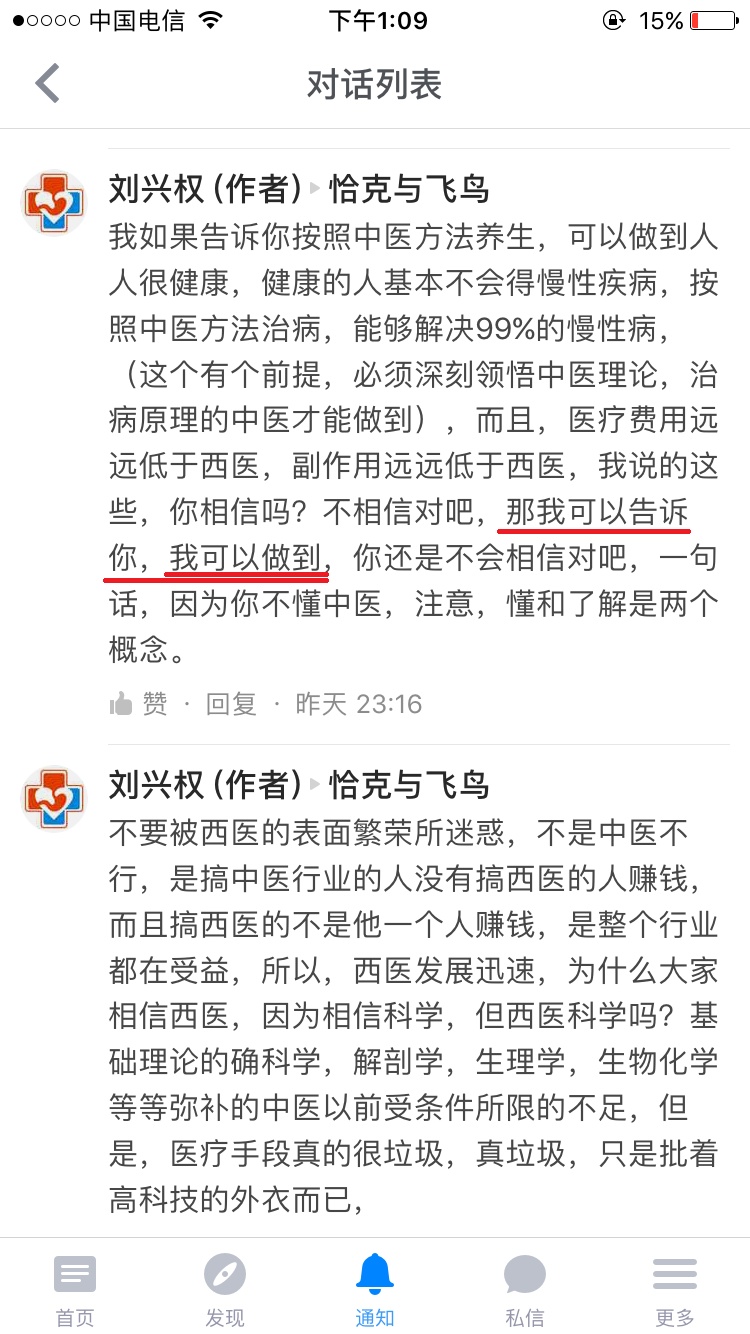 中国电信 下午1:09 15%
对话列表
刘兴权 (作者) 恰克与飞鸟
我如果告诉你按照中医方法养生，可以做到人
人很健康，健康的人基本不会得慢性疾病，按
照中医方法治病，能够解决99%的慢性病，
（这个有个前提，必须深刻领悟中医理论，治
病原理的中医才能做到），而且，医疗费用远
远低于西医，副作用远远低于西医，我说的这
些，你相信吗？不相信对吧，那我可以告诉
你，我可以做到，你还是不会相信对吧，一句
话，因为你不懂中医，注意，懂和了解是两个
概念。
赞 · 回复 · 昨天 23:16
刘兴权 (作者) 恰克与飞鸟
不要被西医的表面繁荣所迷惑，不是中医不
行，是搞中医行业的人没有搞西医的人赚钱，
而且搞西医的不是他一个人赚钱，是整个行业
都在受益，所以，西医发展迅速，为什么大家
相信西医，因为相信科学，但西医科学吗？基
础理论的确科学，解剖学，生理学，生物化学
等等弥补的中医以前受条件所限的不足，但
是，医疗手段真的很垃圾，真垃圾，只是批着
高科技的外衣而已，
首页 发现 通知 私信 更多